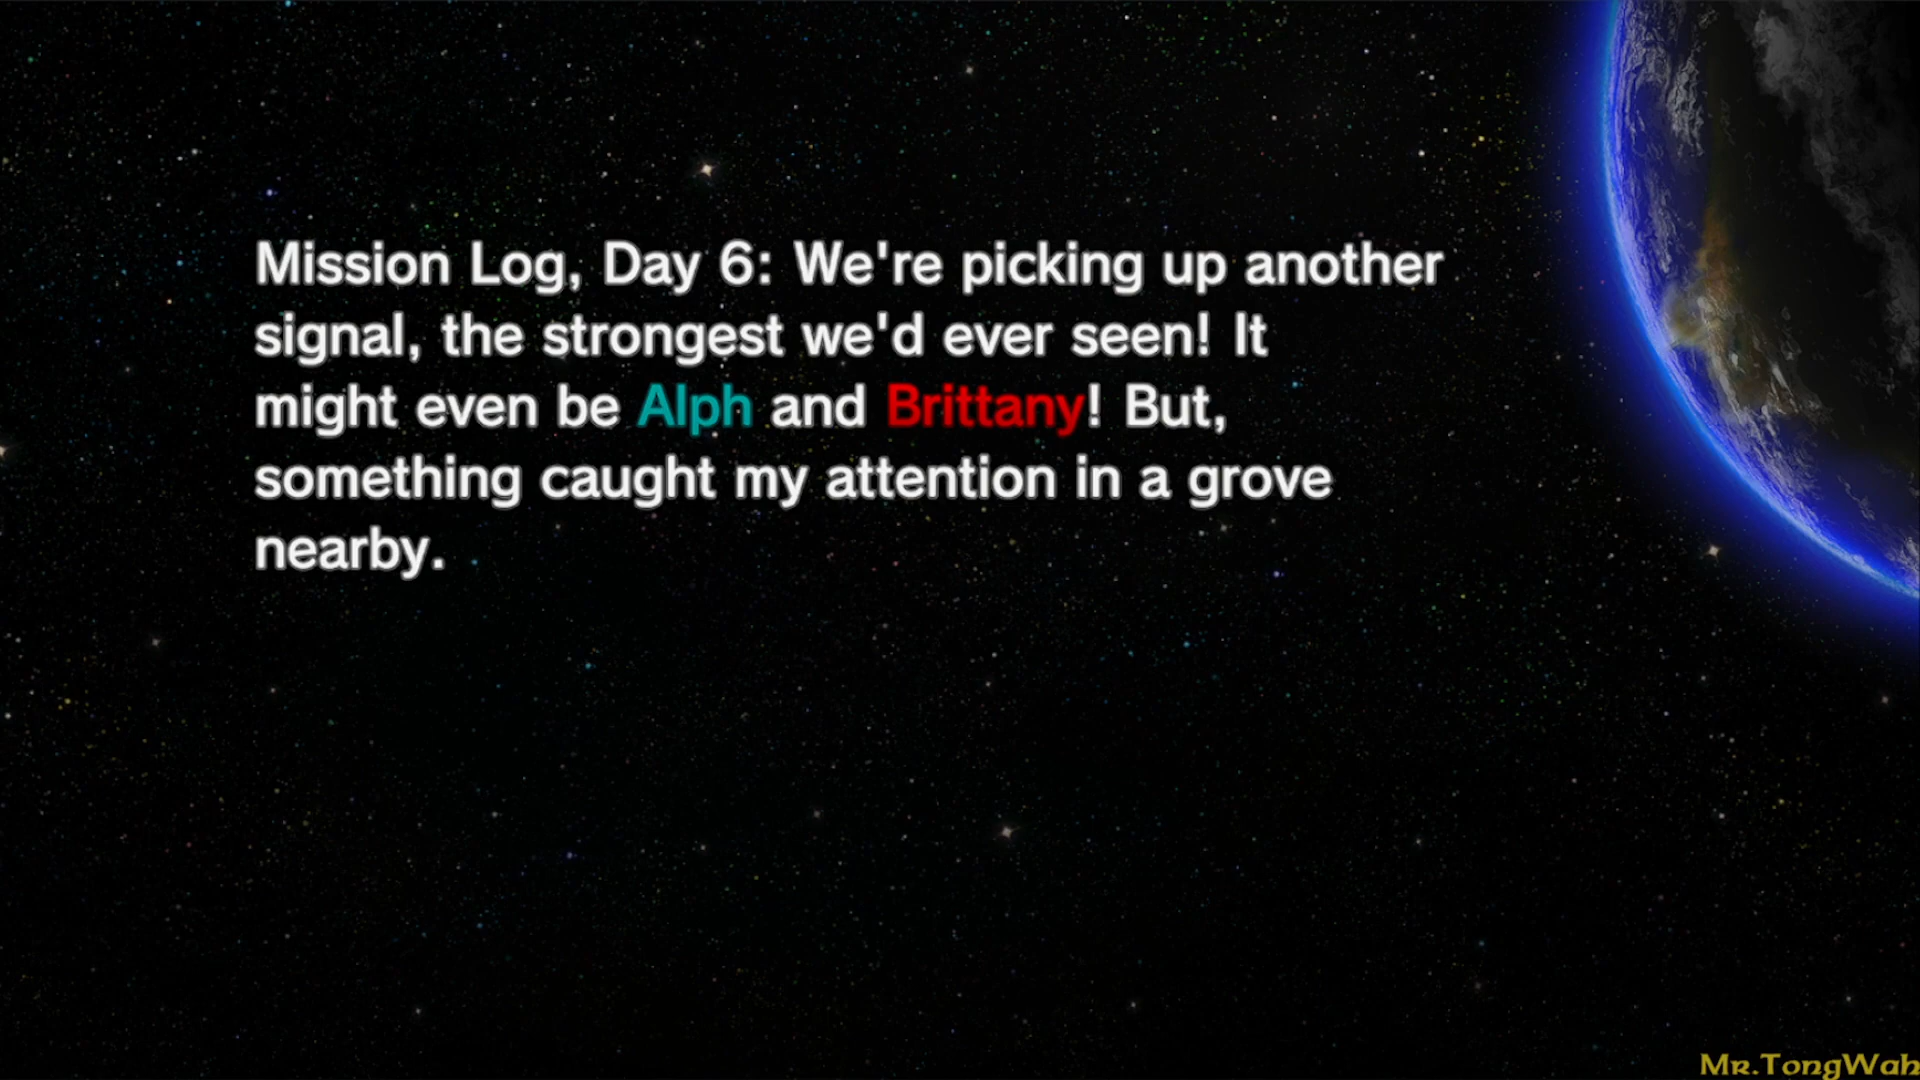 Mission Log, Day 6: We're picking up another
signal, the strongest we'd ever seen! It
might even be Alph and Brittany! But,
something caught my attention in a grove
nearby.
Mr.TongWah